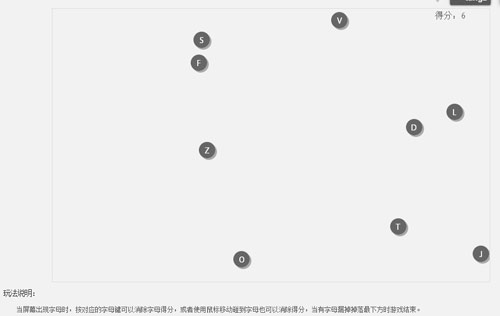 得分：6
V
S
F
L
D
Z
T
J
O
玩法说明：
当屏幕出现字母时，按对应的字母键可以消除字母得分，或者使用鼠标移动碰到字母也可以消除得分，当有字母漏掉掉落最下方时游戏结束。